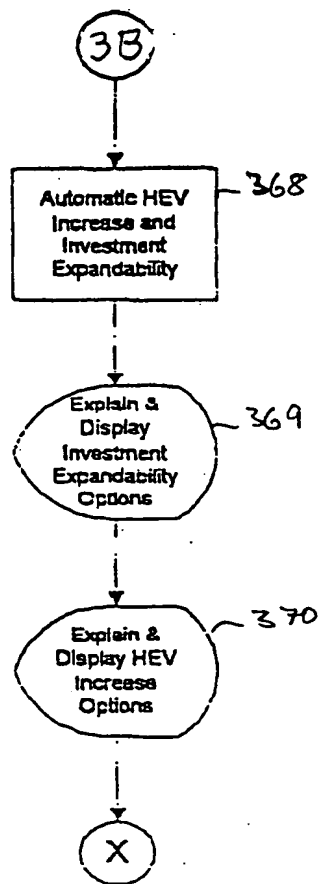 3B
Automatic HEV
Increase and
Investment
Expandability
368
Explain &
Display
Investment
Expandability
Options
369
Explain &
Display HEV
Increase
Options
370
X